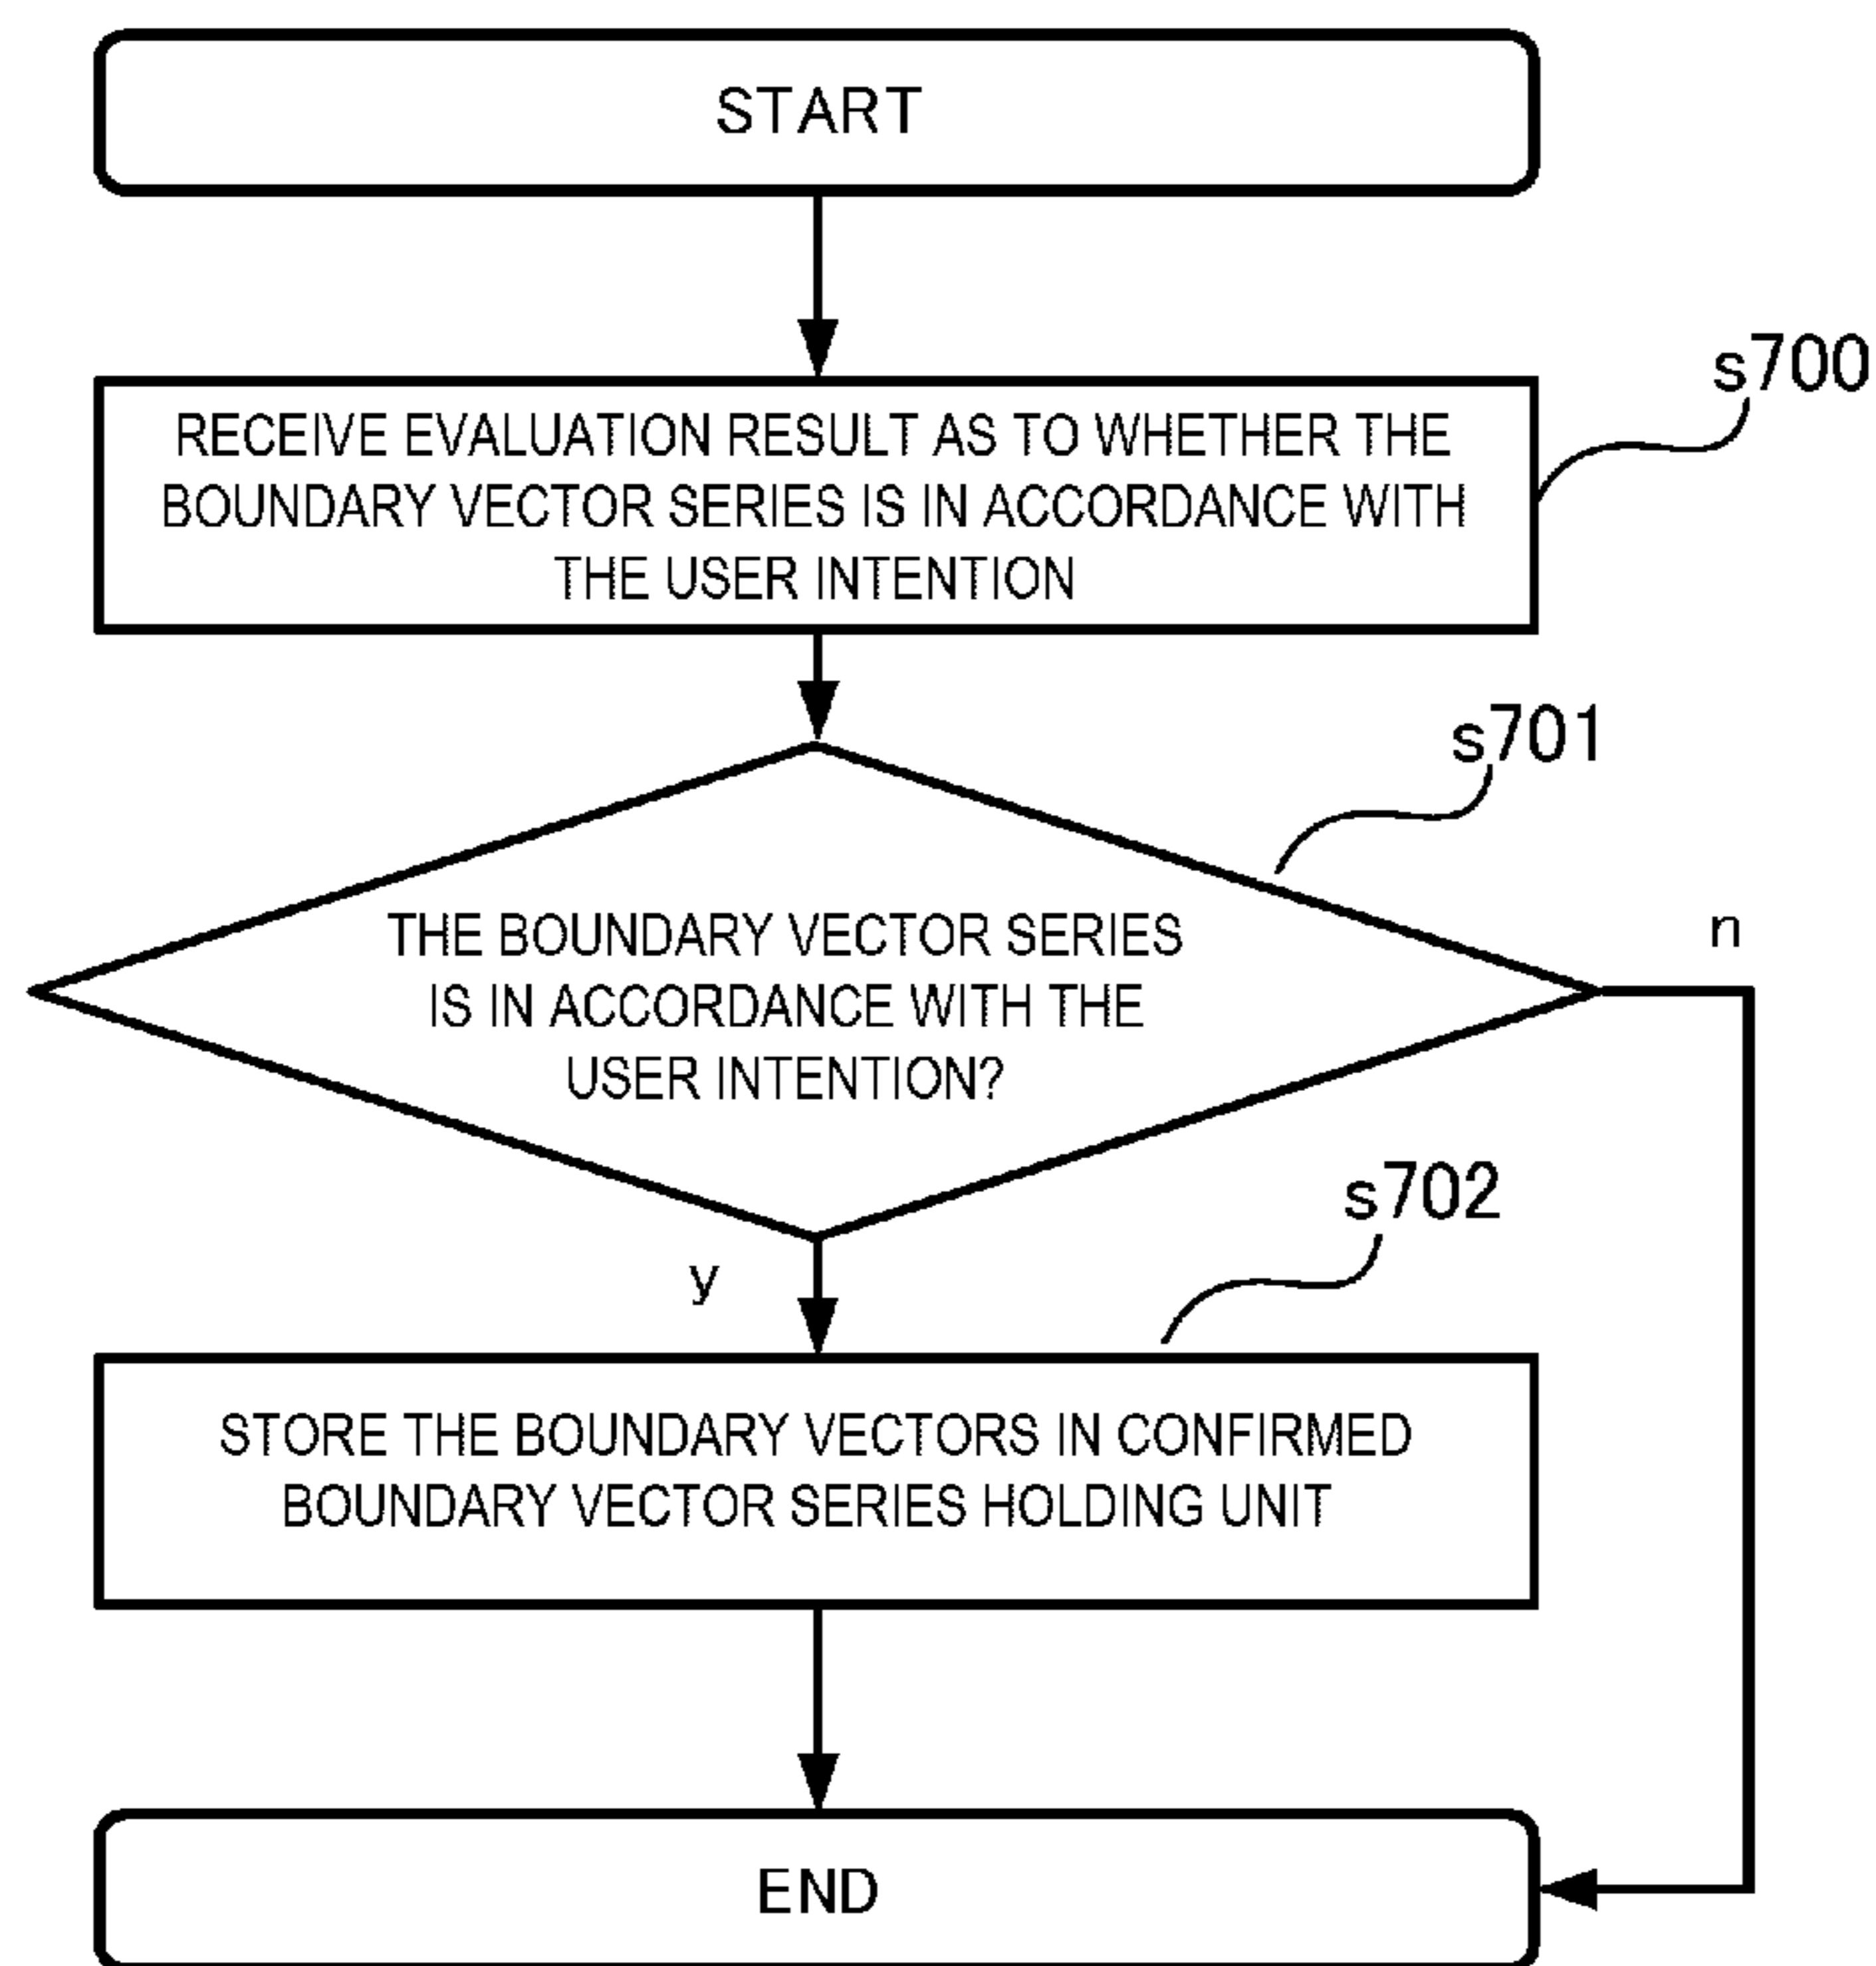 START
s700
RECEIVE EVALUATION RESULT AS TO WHETHER THE
BOUNDARY VECTOR SERIES IS IN ACCORDANCE WITH
THE USER INTENTION
s701
n
THE BOUNDARY VECTOR SERIES
IS IN ACCORDANCE WITH THE
USER INTENTION?
s702
y
STORE THE BOUNDARY VECTORS IN CONFIRMED
BOUNDARY VECTOR SERIES HOLDING UNIT
END